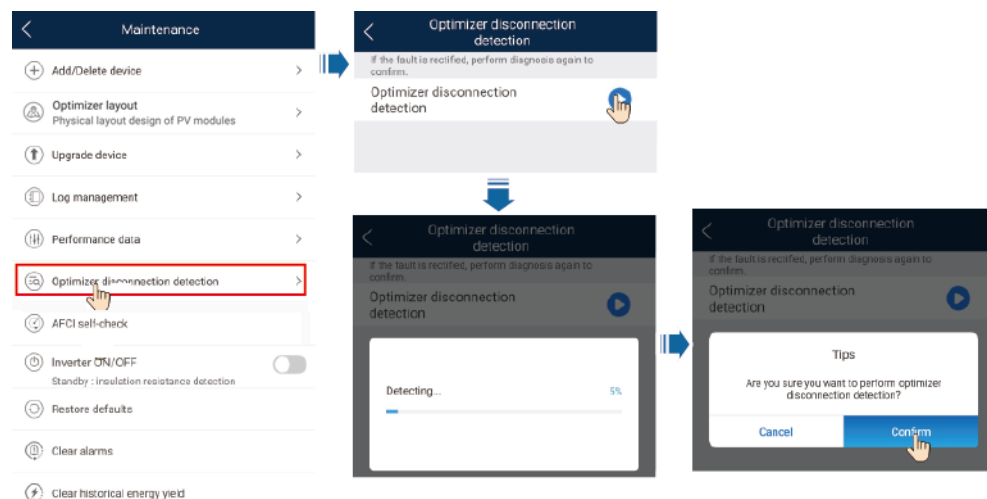 Maintenance
Add/Delete device
Optimizer layout
Physical layout design of PV modules
Upgrade device
Log management
Performance data
Optimizer disconnection detection
AFCI self-check
Inverter ON/OFF
Standby : insulation resistance detection
Restore defaults
Clear alarms
Clear historical energy yield
Optimizer disconnection
detection
If the fault is rectified, perform diagnosis again to
confirm.
Optimizer disconnection
detection
Optimizer disconnection
detection
If the fault is rectified, perform diagnosis again to
confirm.
Optimizer disconnection
detection
Detecting...
5%
Optimizer disconnection
detection
If the fault is rectified, perform diagnosis again to
confirm.
Optimizer disconnection
detection
Tips
Are you sure you want to perform optimizer
disconnection detection?
Cancel
Confirm